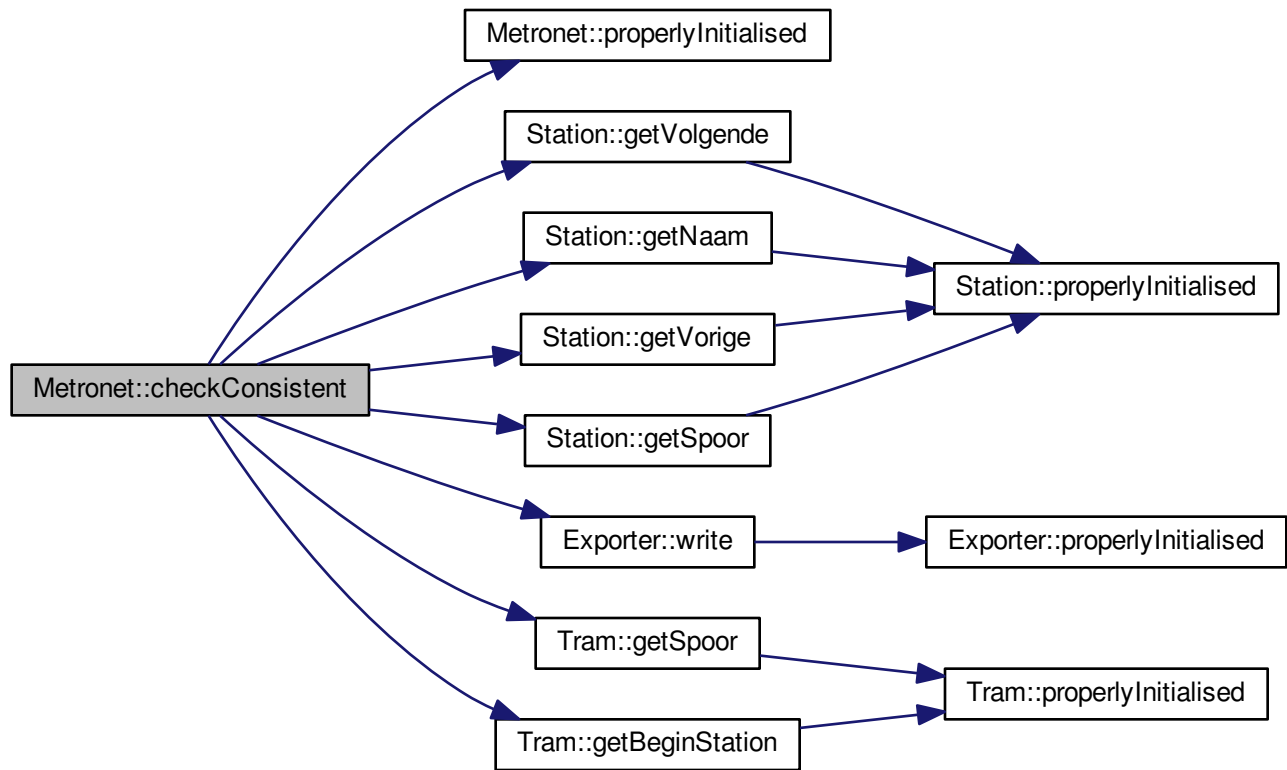 Metronet::properlyInitialised
Station::getVolgende
Station::getNaam
Station::properlyInitialised
Station::getVorige
Metronet::checkConsistent
Station::getSpoor
Exporter::write
Exporter::properlyInitialised
Tram::getSpoor
Tram::properlyInitialised
Tram::getBeginStation